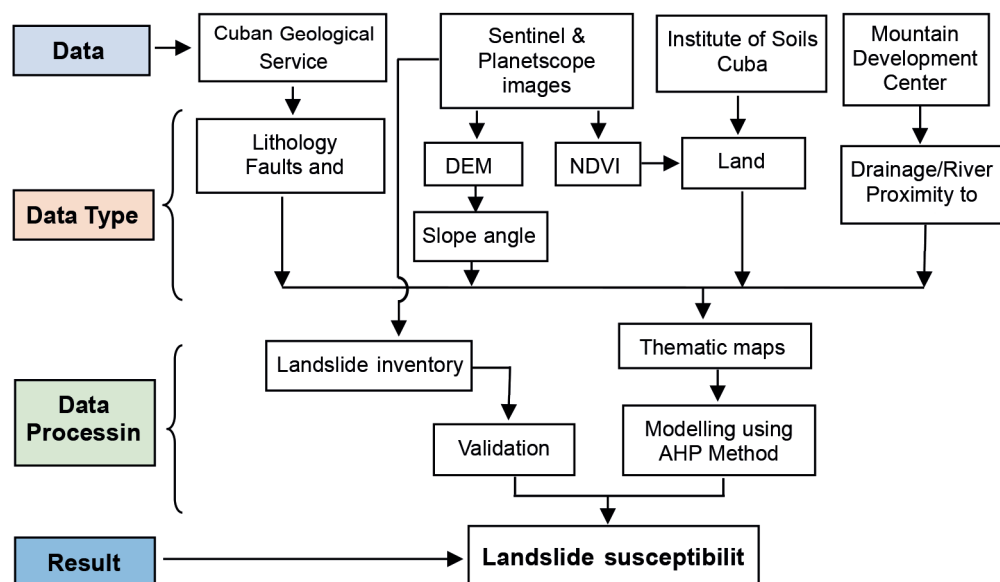 Data
Cuban Geological
Service
Sentinel &
Planetscope
images
Institute of Soils
Cuba
Mountain
Development
Center
Data Type
Lithology
Faults and
DEM
NDVI
Land
Drainage/River
Proximity to
Slope angle
Data
Processin
Landslide inventory
Thematic maps
Validation
Modelling using
AHP Method
Result
Landslide susceptibilit